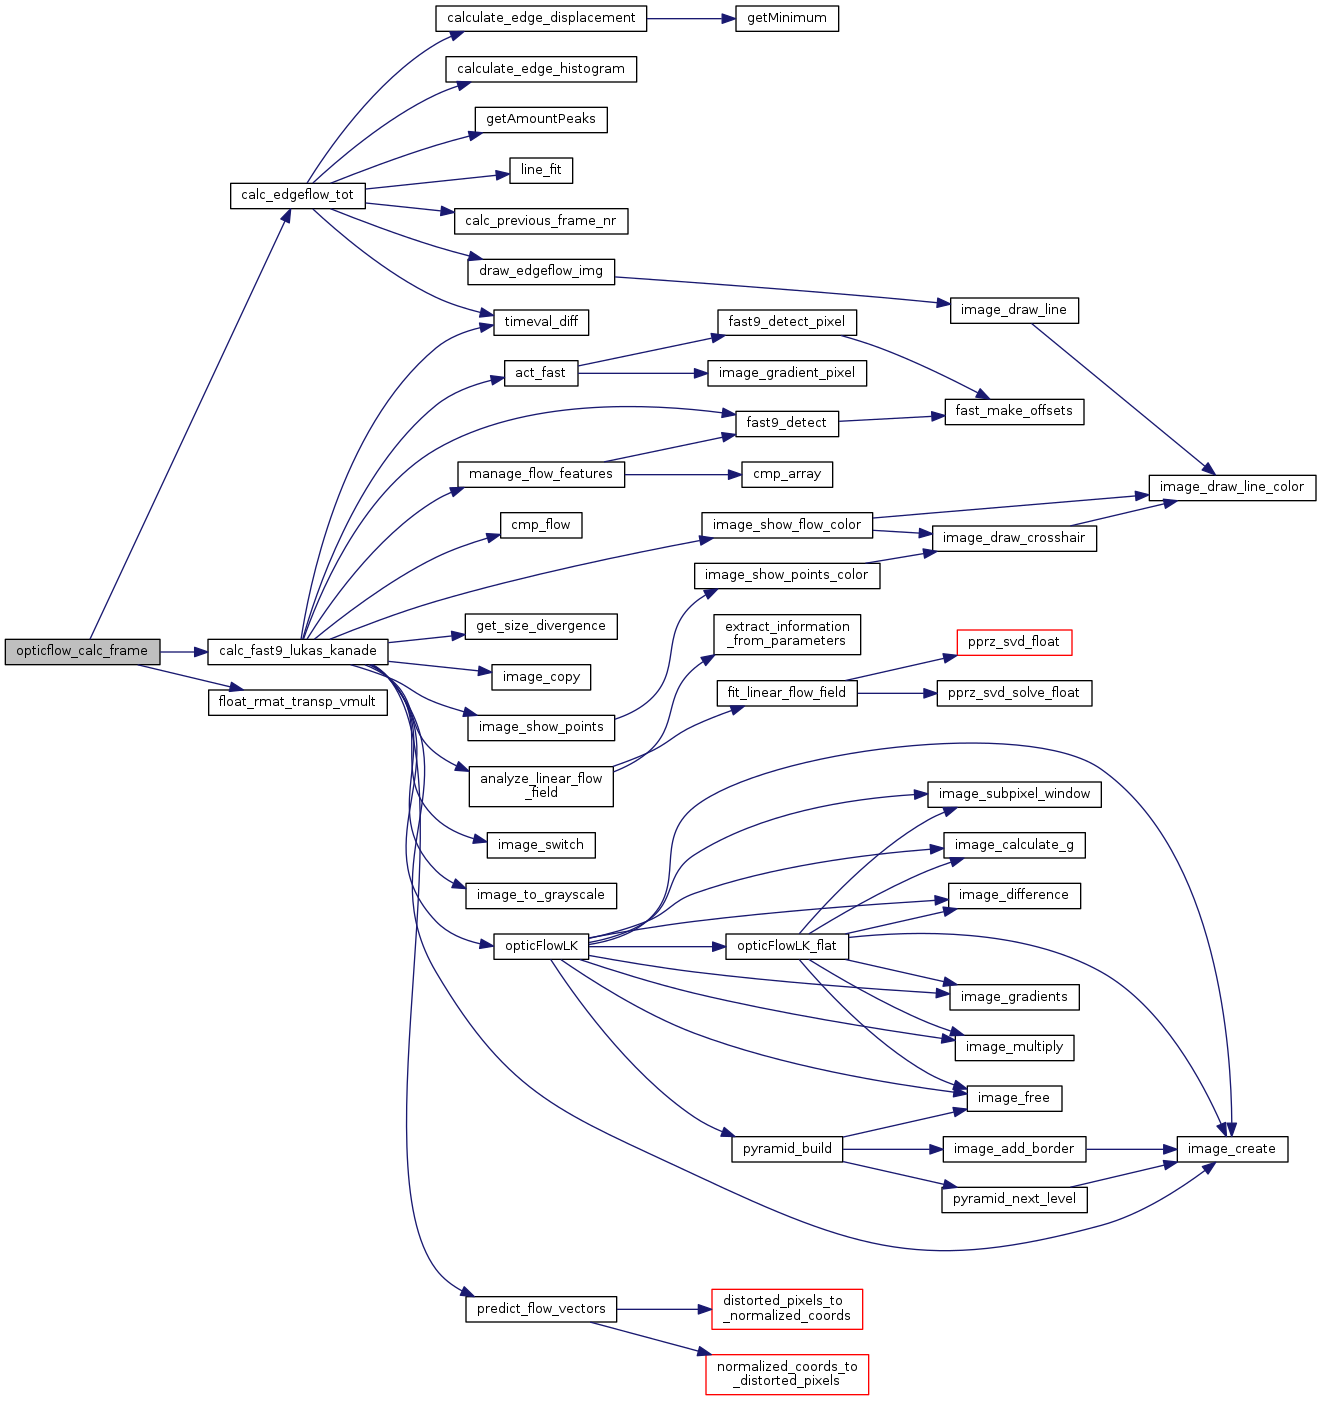 calculate_edge_displacement
getMinimum
calculate_edge_histogram
getAmountPeaks
line_fit
calc_edgeflow_tot
calc_previous_frame_nr
draw_edgeflow_img
image_draw_line
timeval_diff
fast9_detect_pixel
act_fast
image_gradient_pixel
fast_make_offsets
fast9_detect
manage_flow_features
cmp_array
image_draw_line_color
cmp_flow
image_show_flow_color
image_draw_crosshair
image_show_points_color
get_size_divergence
extract_information
_from_parameters
pprz_svd_float
opticflow_calc_frame
calc_fast9_lukas_kanade
image_copy
fit_linear_flow_field
pprz_svd_solve_float
float_rmat_transp_vmult
image_show_points
analyze_linear_flow
_field
image_subpixel_window
image_switch
image_calculate_g
image_to_grayscale
image_difference
opticFlowLK
opticFlowLK_flat
image_gradients
image_multiply
image_free
pyramid_build
image_add_border
image_create
pyramid_next_level
predict_flow_vectors
distorted_pixels_to
_normalized_coords
normalized_coords_to
_distorted_pixels